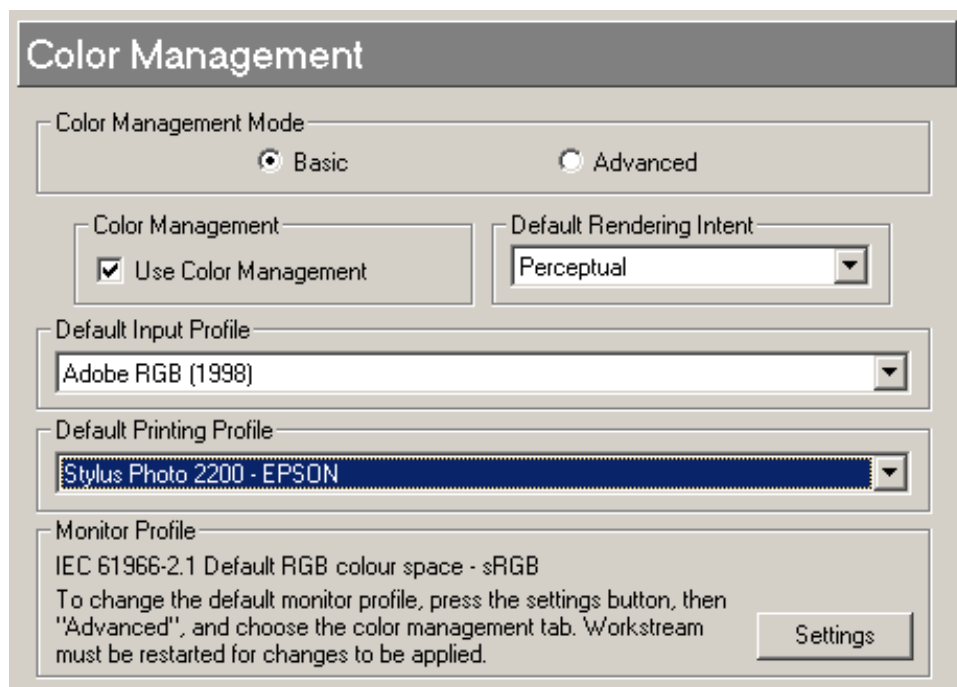 Color Management
Color Management Mode
Basic Advanced
Color Management Default Rendering Intent
Use Color Management Perceptual
Default Input Profile
Adobe RGB (1998)
Default Printing Profile
Stylus Photo 2200 - EPSON
Monitor Profile
IEC 61966-2.1 Default RGB colour space - sRGB
To change the default monitor profile, press the settings button, then
"Advanced", and choose the color management tab. Workstream
must be restarted for changes to be applied.
Settings